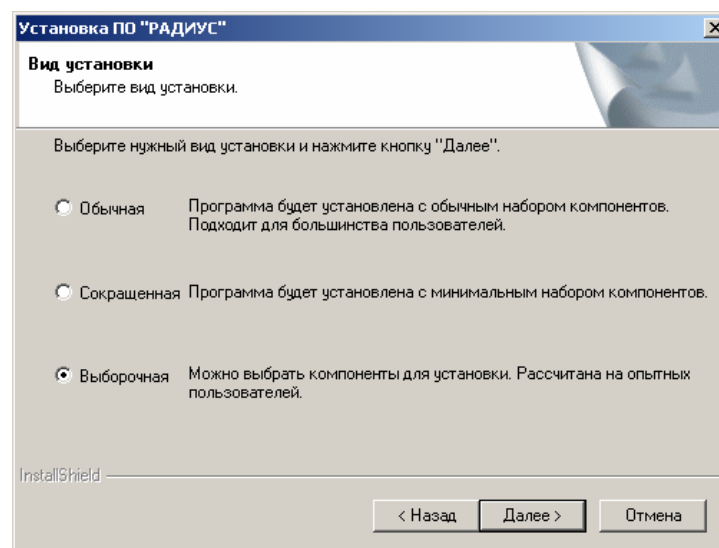 Установка ПО "РАДИУС"
Вид установки
Выберите вид установки.
Выберите нужный вид установки и нажмите кнопку "Далее".
Обычная
Программа будет установлена с обычным набором компонентов.
Подходит для большинства пользователей.
Сокращенная
Программа будет установлена с минимальным набором компонентов.
Выборочная
Можно выбрать компоненты для установки. Рассчитана на опытных
пользователей.
InstallShield
< Назад
Далее >
Отмена